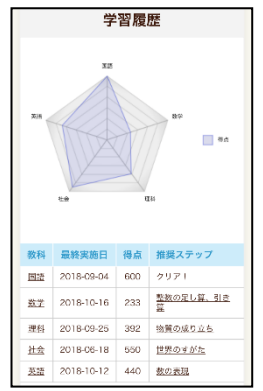 学習履歴
国語
英語
数学
得点
社会
理科
教科 最終実施日 得点 推奨ステップ
国語 2018-09-04 600 クリア！
数学 2018-10-16 233 整数の足し算、引き
算
理科 2018-09-25 392 物質の成り立ち
社会 2018-06-18 550 世界のすがた
英語 2018-10-12 440 数の表現